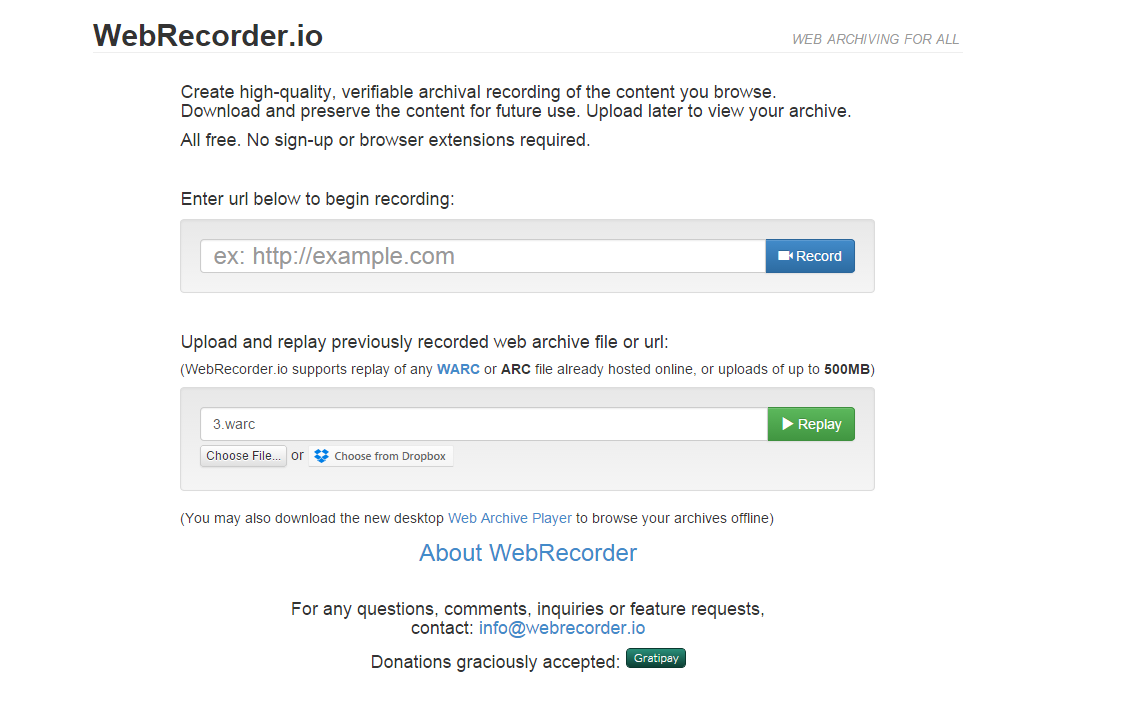 WebRecorder.io
WEB ARCHIVING FOR ALL
Create high-quality, verifiable archival recording of the content you browse.
Download and preserve the content for future use. Upload later to view your archive.
All free. No sign-up or browser extensions required.
Enter url below to begin recording:
ex: http://example.com
Record
Upload and replay previously recorded web archive file or url:
(WebRecorder.io supports replay of any WARC or ARC file already hosted online, or uploads of up to 500MB)
3.warc
Replay
Choose File... or Choose from Dropbox
(You may also download the new desktop Web Archive Player to browse your archives offline)
About WebRecorder
For any questions, comments, inquiries or feature requests,
contact: info@webrecorder.io
Donations graciously accepted: Gratipay